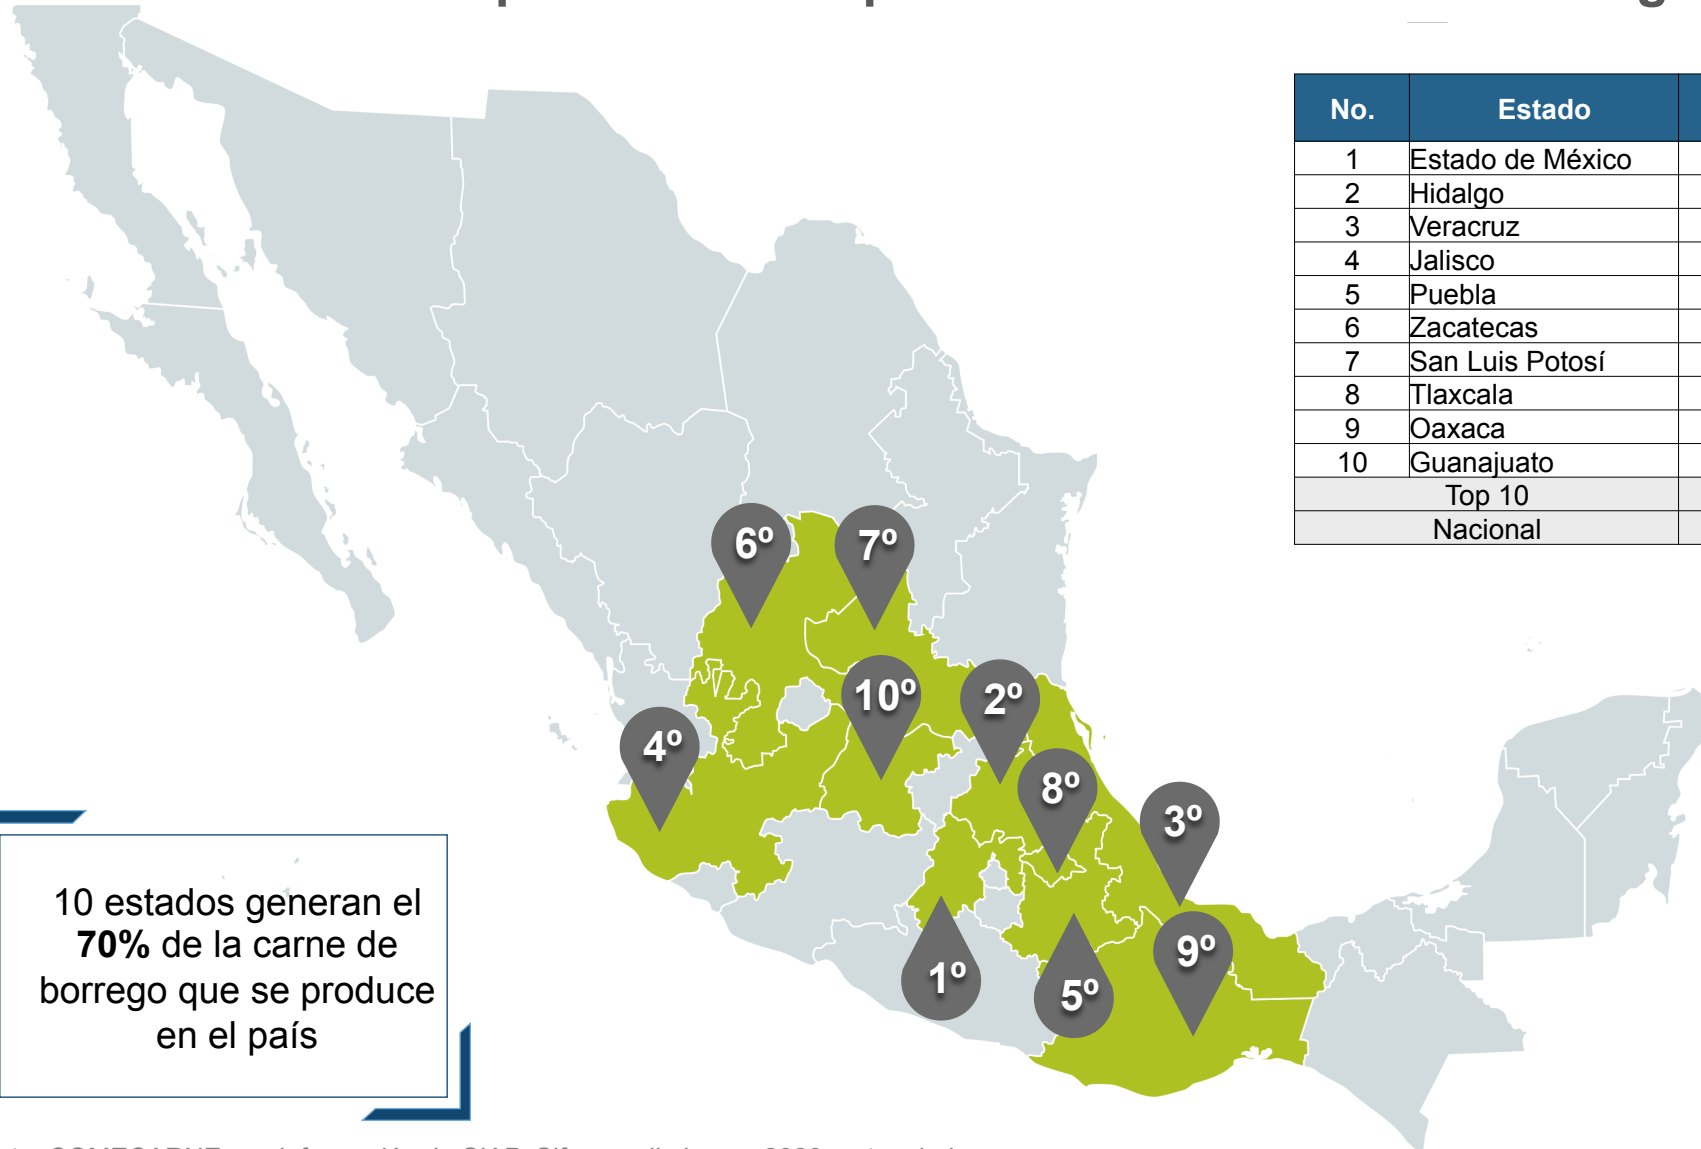 No. Estado
1 Estado de México
2 Hidalgo
3 Veracruz
4 Jalisco
5 Puebla
6 Zacatecas
7 San Luis Potosí
8 Tlaxcala
9 Oaxaca
10 Guanajuato
Top 10
Nacional
6º
7º
10º
2º
4º
8º
3º
9º
1º
5º
10 estados generan el
70% de la carne de
borrego que se produce
en el país